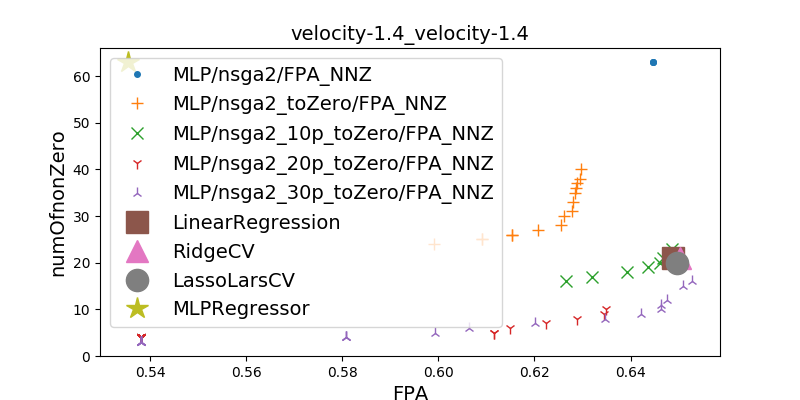 velocity-1.4_velocity-1.4
numOfnonZero
60
50
40
30
20
10
0
MLP/nsga2/FPA_NNZ
MLP/nsga2_toZero/FPA_NNZ
MLP/nsga2_10p_toZero/FPA_NNZ
MLP/nsga2_20p_toZero/FPA_NNZ
MLP/nsga2_30p_toZero/FPA_NNZ
LinearRegression
RidgeCV
LassoLarsCV
MLPRegressor
0.54 0.56 0.58 0.60 0.62 0.64
FPA